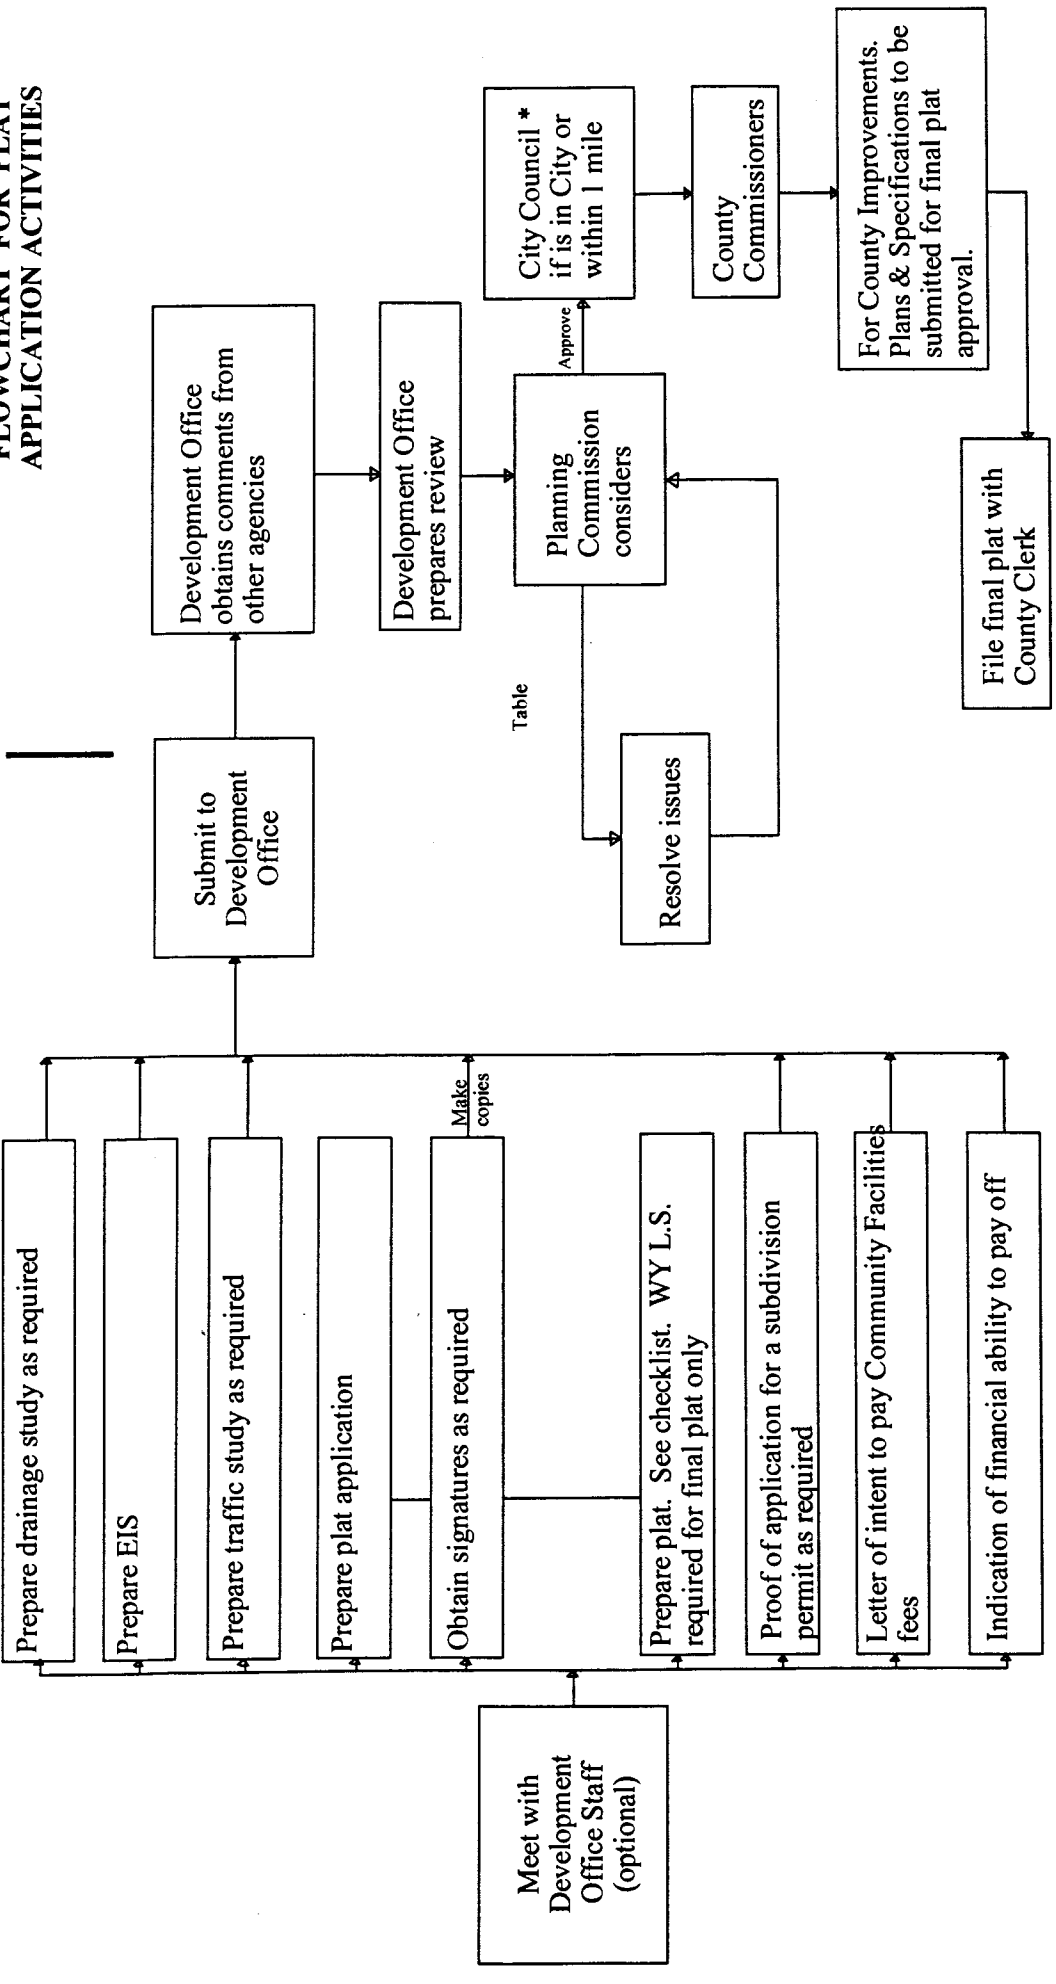 FLOWCHART FOR PLAT
APPLICATION ACTIVITIES
Meet with
Development
Office Staff
(optional)
Prepare drainage study as required
Prepare EIS
Prepare traffic study as required
Prepare plat application
Obtain signatures as required
Make
copies
Prepare plat. See checklist. WY L.S.
required for final plat only
Proof of application for a subdivision
permit as required
Letter of intent to pay Community Facilities
fees
Indication of financial ability to pay off
Submit to
Development
Office
Development Office
obtains comments from
other agencies
Development Office
prepares review
Planning
Commission
considers
Table
Resolve issues
Approve
City Council *
if is in City or
within 1 mile
County
Commissioners
For County Improvements.
Plans & Specifications to be
submitted for final plat
approval.
File final plat with
County Clerk